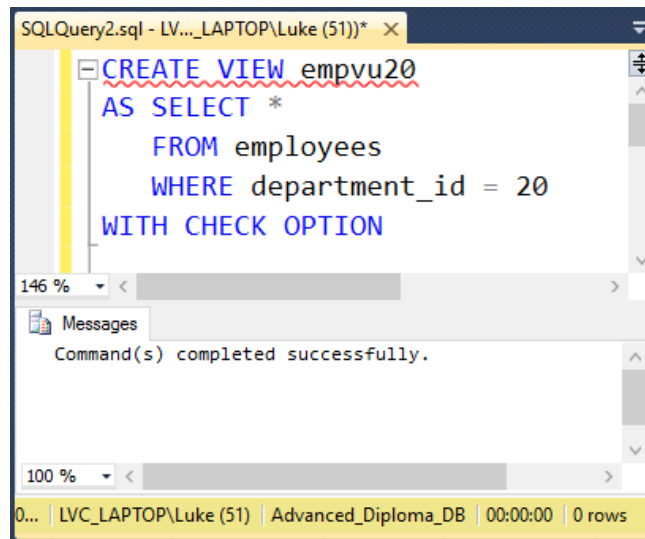 SQLQuery2.sql - LV..._LAPTOP\Luke (51))*
CREATE VIEW empvu20
AS SELECT *
FROM employees
WHERE department_id = 20
WITH CHECK OPTION
146 %
Messages
Command(s) completed successfully.
100 %
0... LVC_LAPTOP\Luke (51) Advanced_Diploma_DB 00:00:00 0 rows